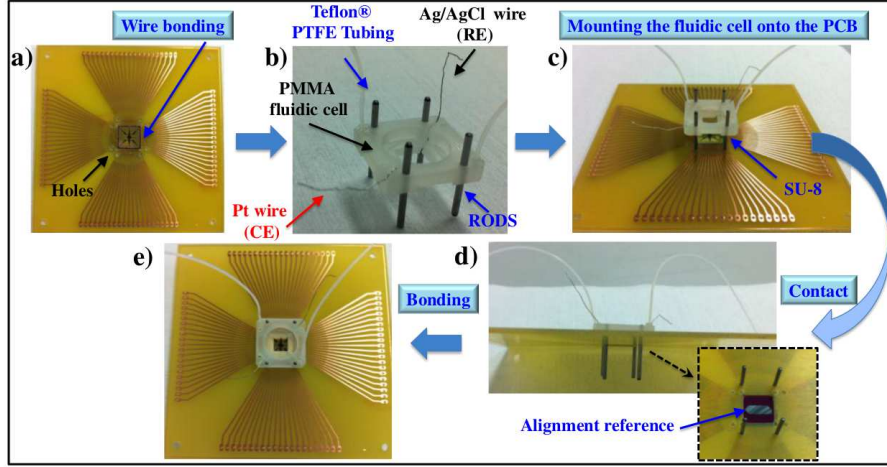 Wire bonding
Teflon®
PTFE Tubing
Ag/AgCl wire
(RE)
Mounting the fluidic cell onto the PCB
a)
b)
c)
PMMA
fluidic cell
Holes
Pt wire
(CE)
RODS
SU-8
e)
d)
Bonding
Contact
Alignment reference